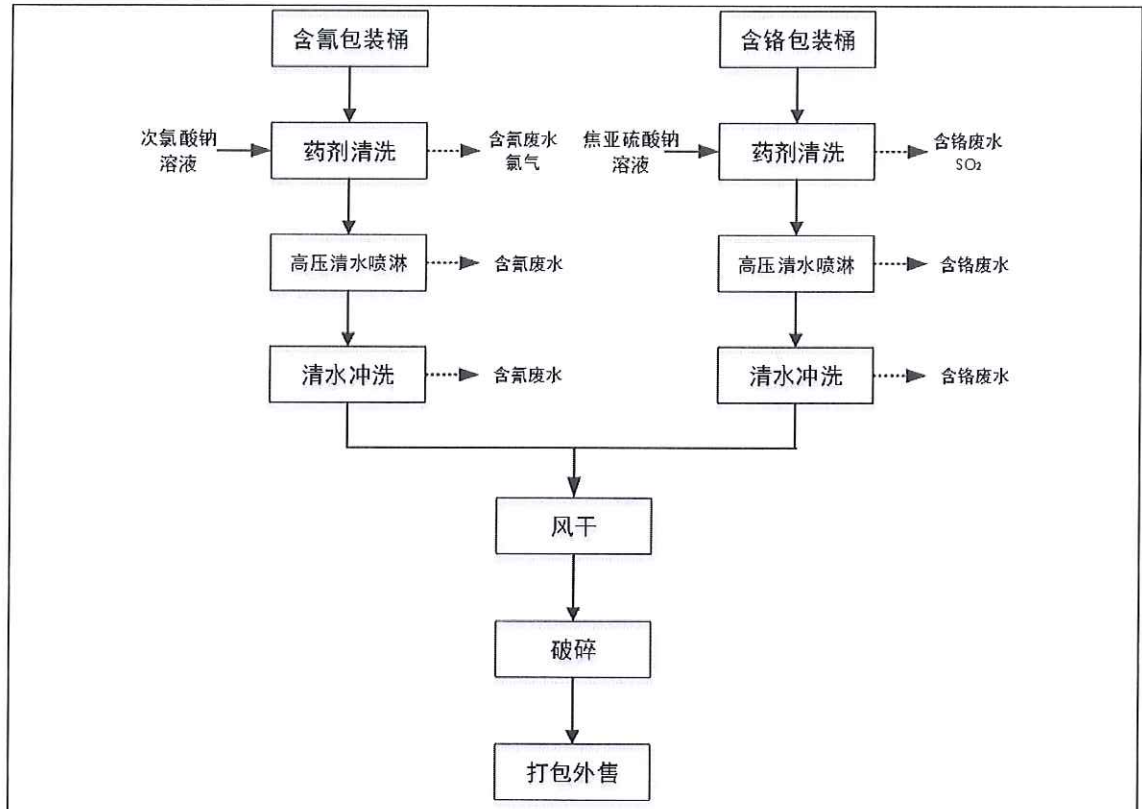 含氰包装桶
含铬包装桶
次氯酸钠
溶液
药剂清洗
含氰废水
氯气
焦亚硫酸钠
溶液
药剂清洗
含铬废水
SO₂
高压清水喷淋
含氰废水
高压清水喷淋
含铬废水
清水冲洗
含氰废水
清水冲洗
含铬废水
风干
破碎
打包外售